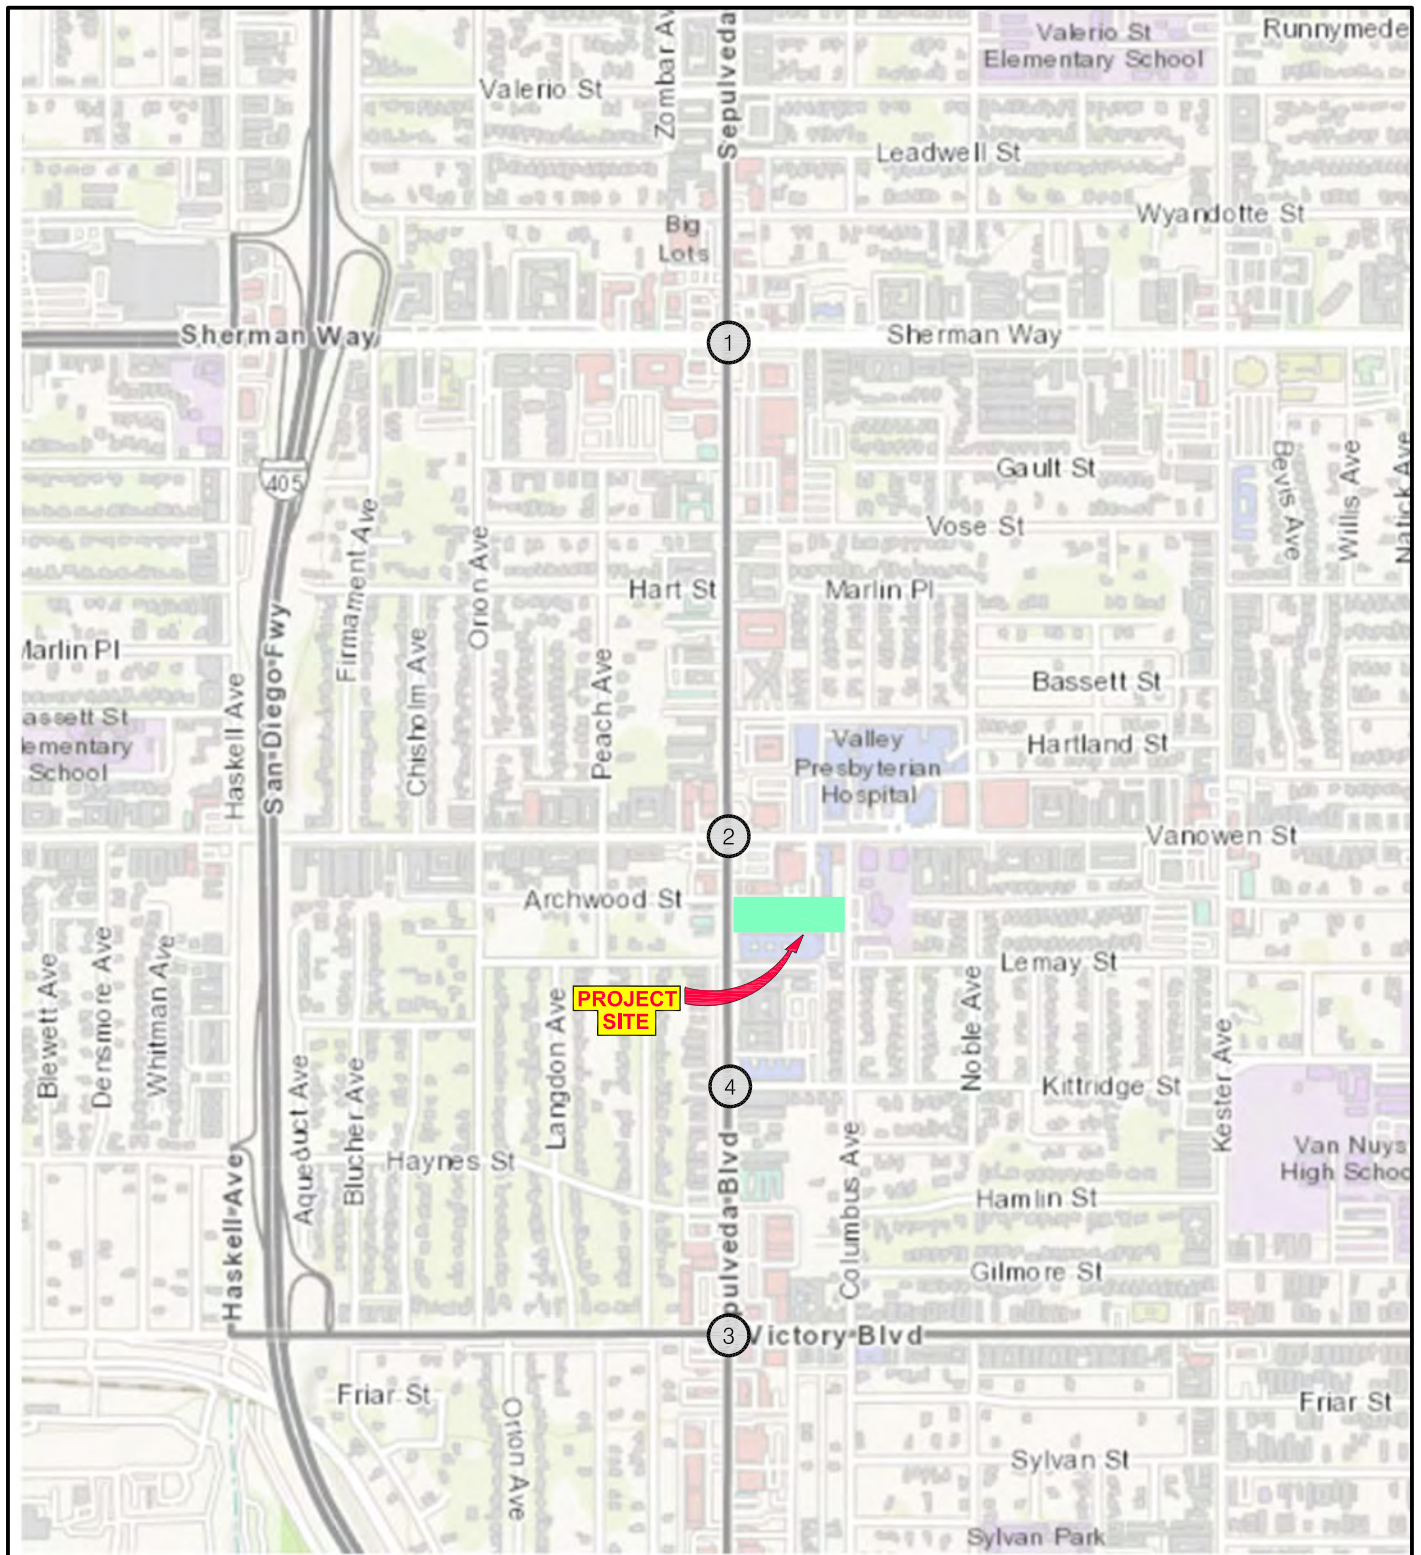 Valerio St
Elementary School
Runnymede
Zombar Av
Sepulveda
Valerio St
Leadwell St
Wyandotte St
Big
Lots
Sherman Way
1
Sherman Way
405
Gault St
Vose St
Bevis Ave
Willis Ave
Natick Ave
Firmament Ave
Orion Ave
Hart St
Marlin Pl
Marlin Pl
Haskell Ave
San Diego Fwy
Chisholm Ave
Peach Ave
Bassett St
assett St
lementary
School
Hartland St
Valley
Presbyterian
Hospital
2
Vanowen St
Archwood St
Blewett Ave
Densmore Ave
Whitman Ave
Lemay St
PROJECT
SITE
Langdon Ave
Noble Ave
Kester Ave
Aqueduct Ave
Blucher Ave
4
Kittridge St
Haynes St
Columbus Ave
Van Nuys
High Schoo
Haskell Ave
pulveda Blvd
Hamlin St
Gilmore St
3
Victory Blvd
Friar St
Orion Ave
Friar St
Sylvan St
Sylvan Park